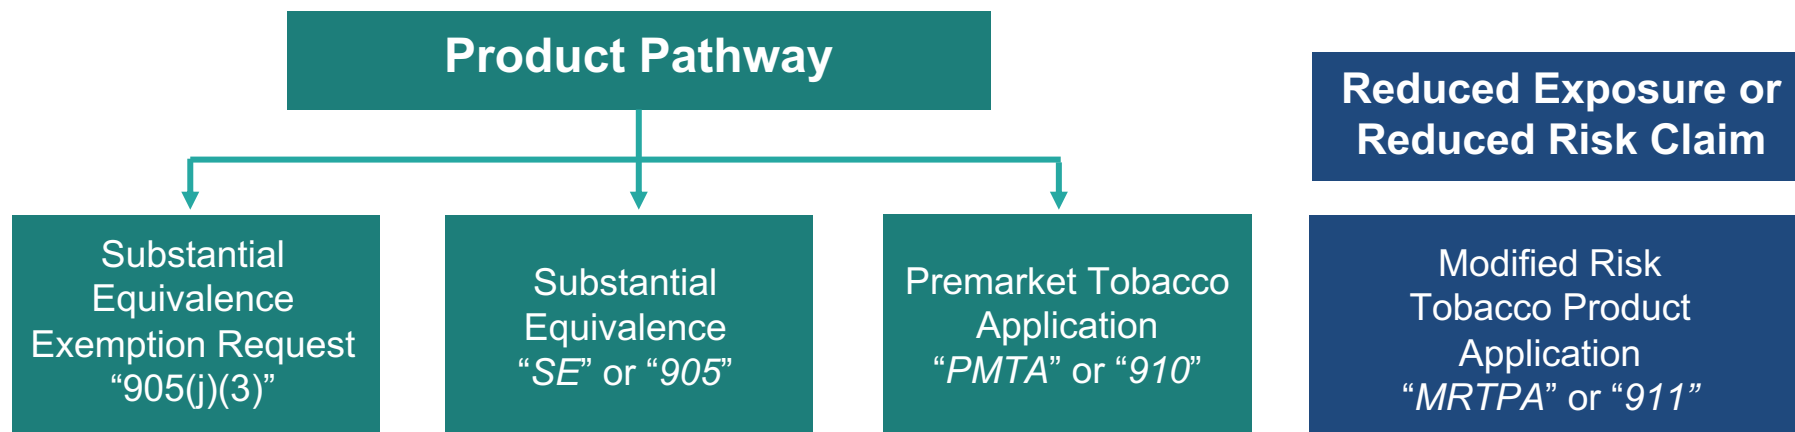 Product Pathway
Reduced Exposure or
Reduced Risk Claim
Substantial
Equivalence
Exemption Request
“905(j)(3)”
Substantial
Equivalence
“SE” or “905”
Premarket Tobacco
Application
“PMTA” or “910”
Modified Risk
Tobacco Product
Application
“MRTPA” or “911”